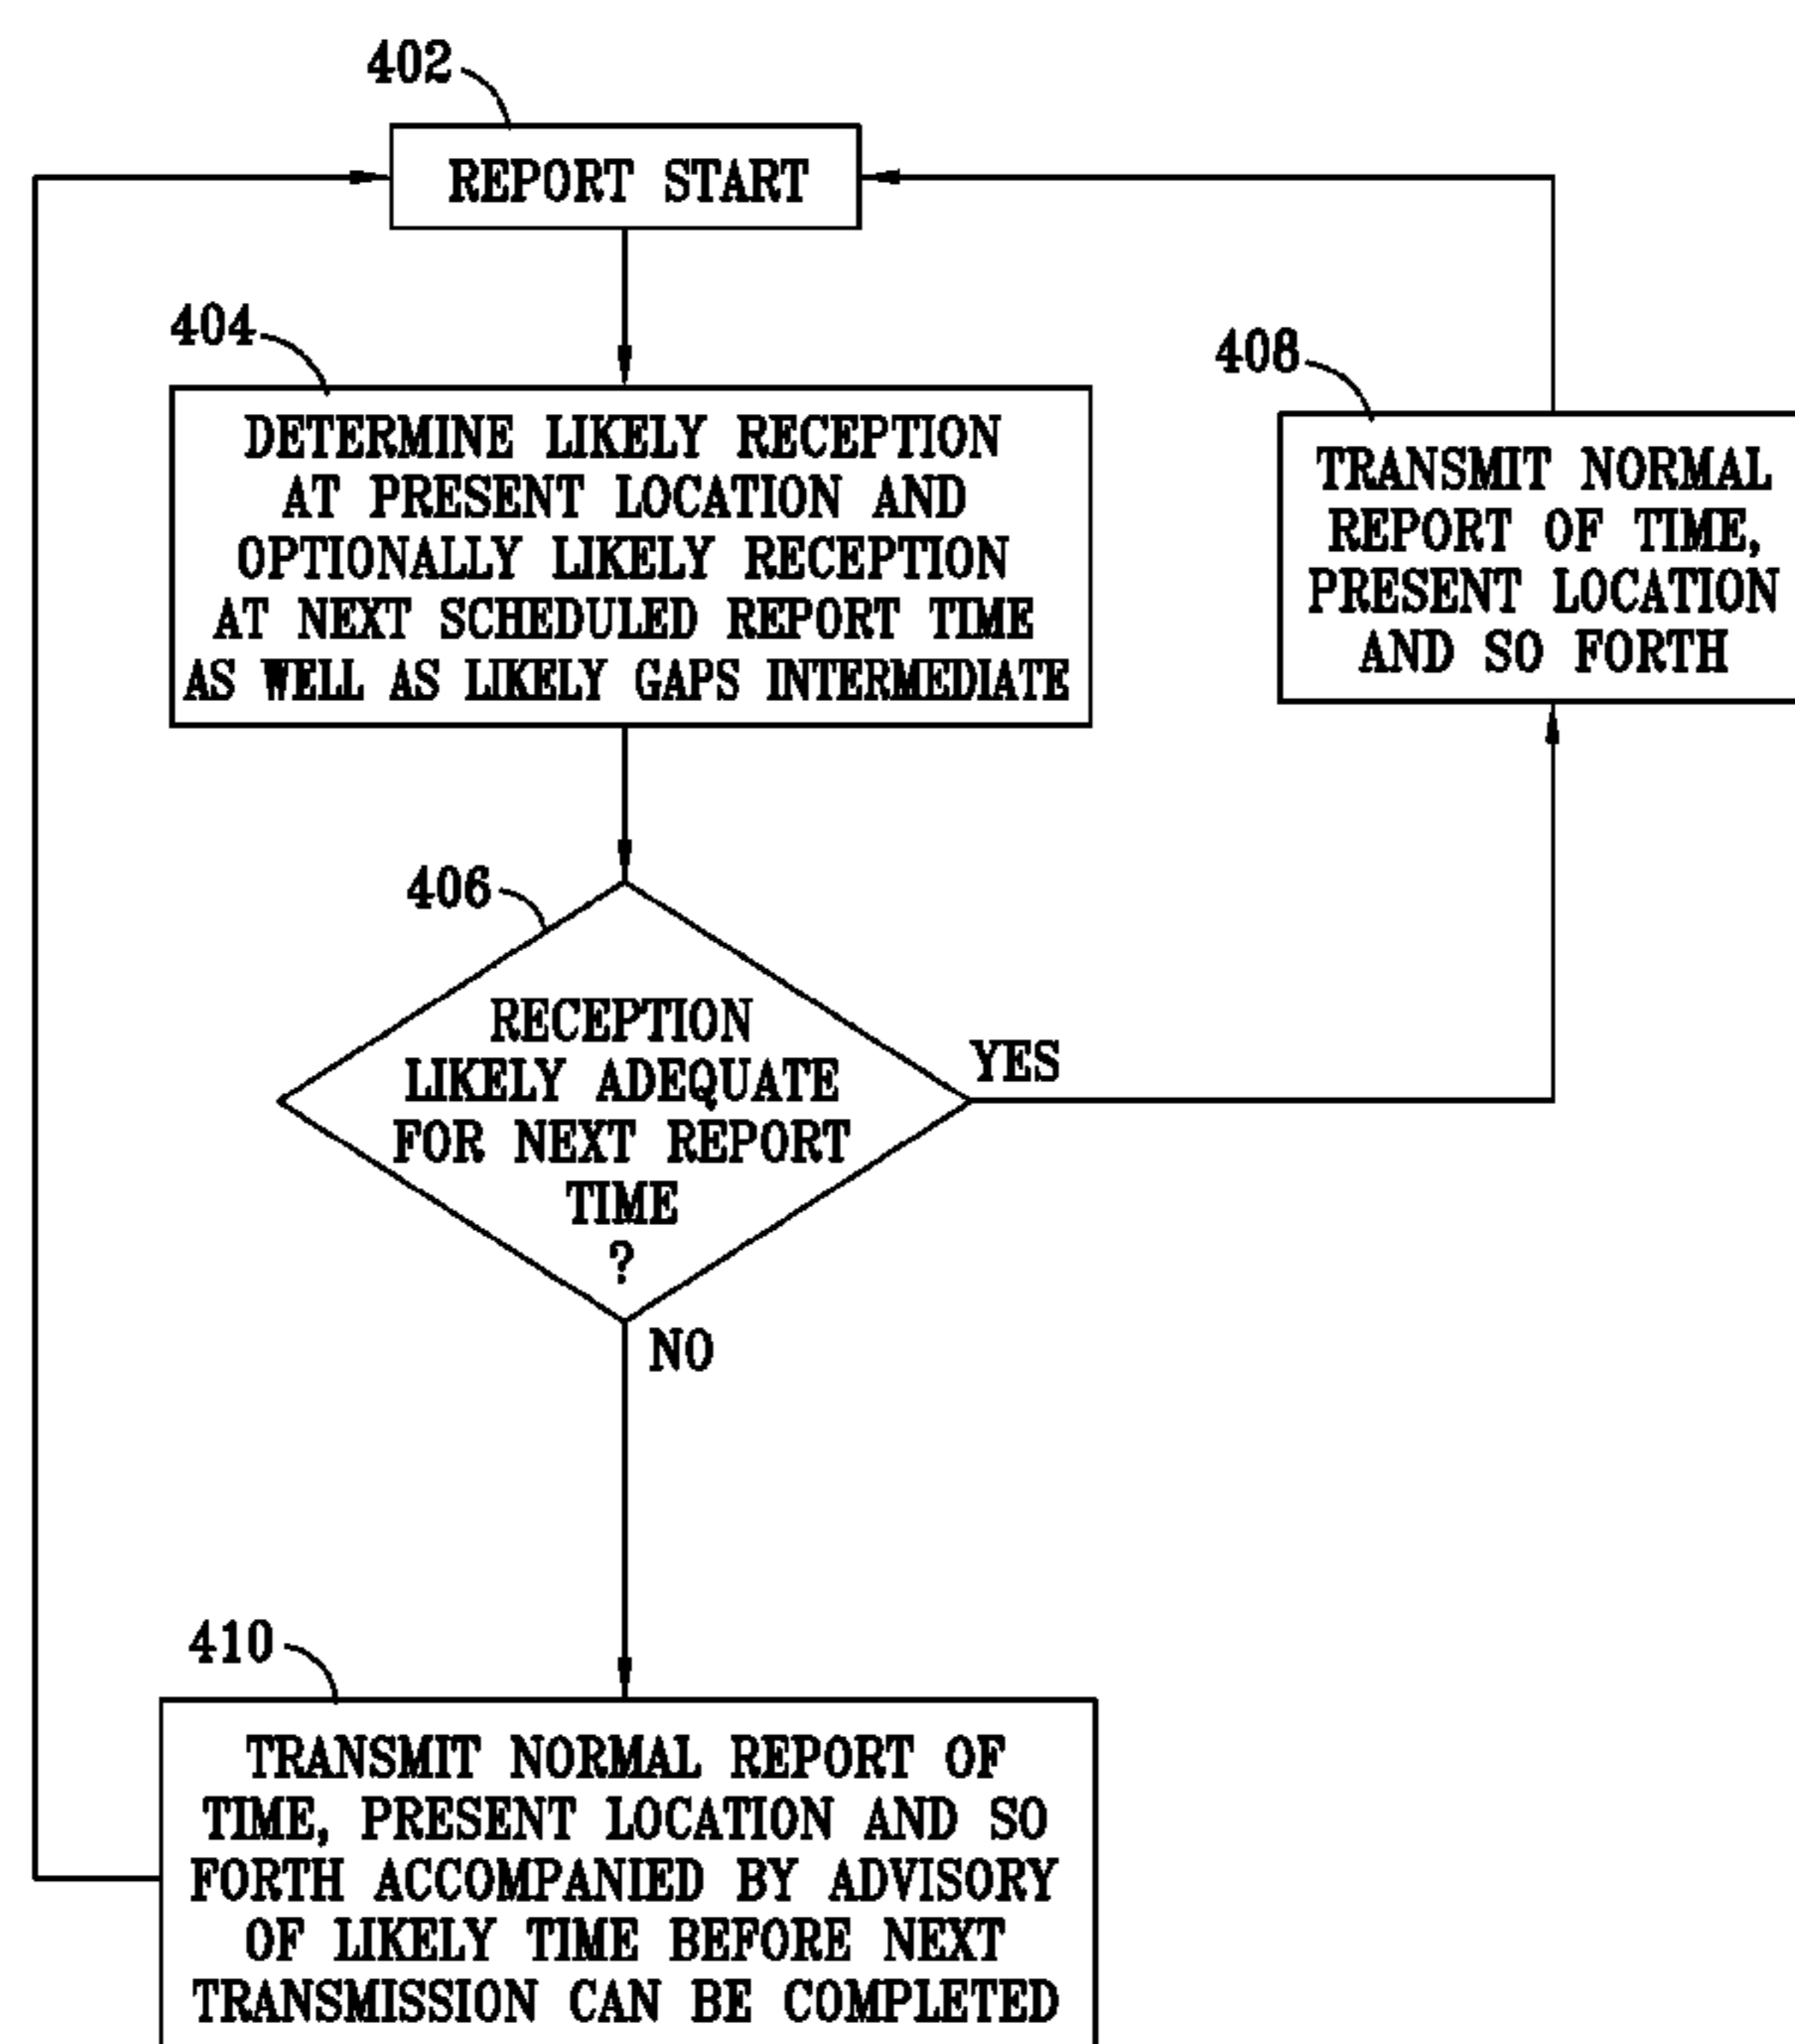 402
REPORT START
404
DETERMINE LIKELY RECEPTION
AT PRESENT LOCATION AND
OPTIONALLY LIKELY RECEPTION
AT NEXT SCHEDULED REPORT TIME
AS WELL AS LIKELY GAPS INTERMEDIATE
408
TRANSMIT NORMAL
REPORT OF TIME,
PRESENT LOCATION
AND SO FORTH
406
RECEPTION
LIKELY ADEQUATE
FOR NEXT REPORT
TIME
?
YES
NO
410
TRANSMIT NORMAL REPORT OF
TIME, PRESENT LOCATION AND SO
FORTH ACCOMPANIED BY ADVISORY
OF LIKELY TIME BEFORE NEXT
TRANSMISSION CAN BE COMPLETED